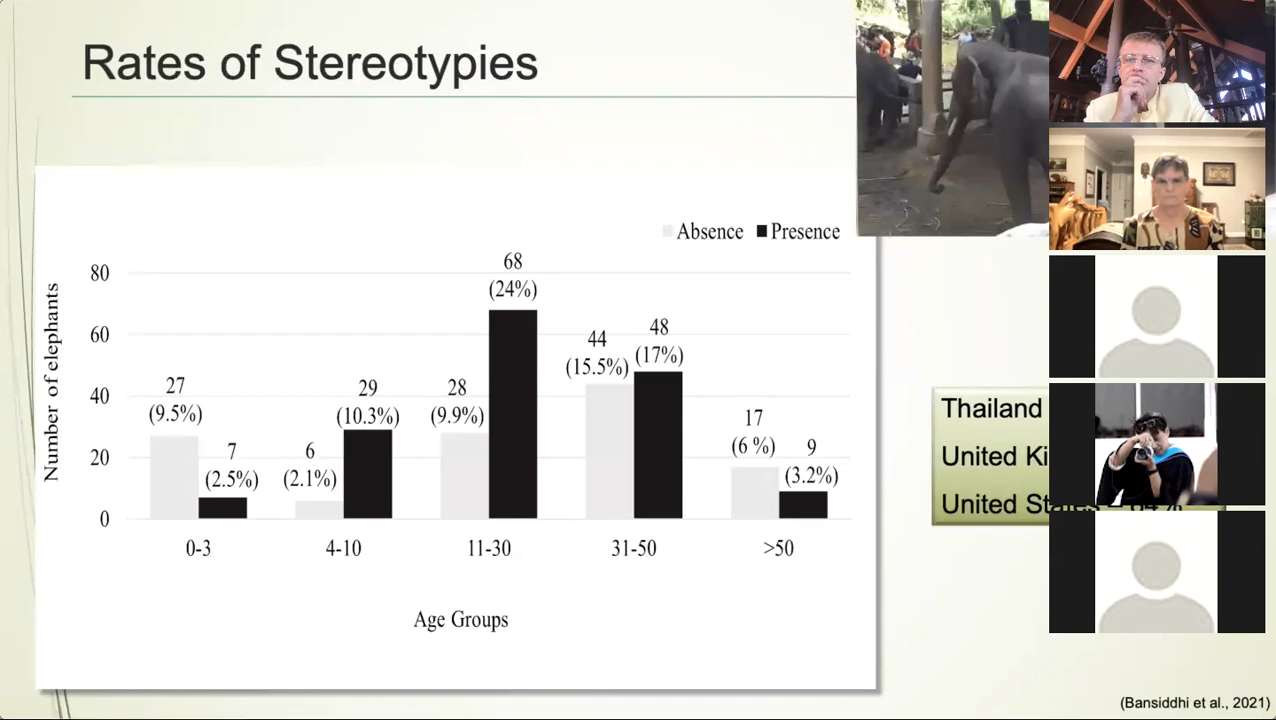 Rates of Stereotypies
Absence Presence
Number of elephants
80
60
40
20
0
27
(9.5%)
7
(2.5%)
6
(2.1%)
29
(10.3%)
28
(9.9%)
68
(24%)
44
(15.5%)
48
(17%)
17
(6 %)
9
(3.2%)
0-3 4-10 11-30 31-50 >50
Age Groups
Thailand
United
United
(Bansiddhi et al., 2021)